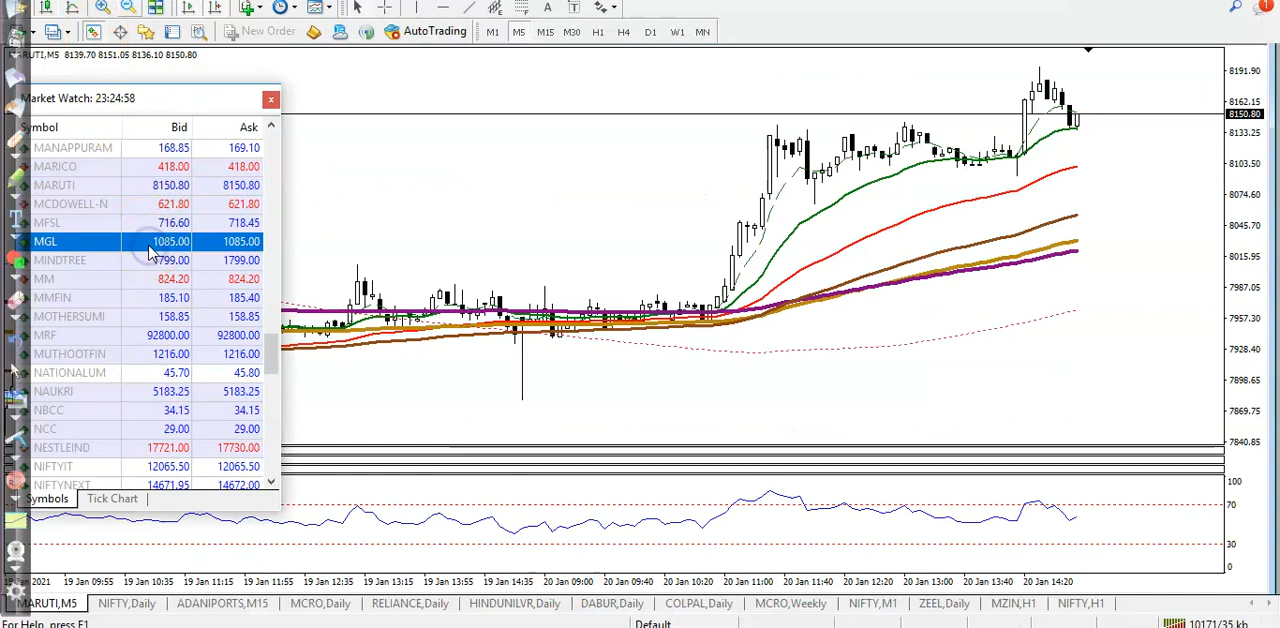 New Order
AutoTrading
M1 M5 M15 M30 H1 H4 D1 W1 MN
MARUTI,M5 8139.70 8151.05 8136.10 8150.80
Market Watch: 23:24:58 x
Symbol Bid Ask
MANAPPURAM 168.85 169.10
MARICO 418.00 418.00
MARUTI 8150.80 8150.80
MCDOWELL-N 621.80 621.80
MFSL 716.60 718.45
MGL 1085.00 1085.00
MINDTREE 1799.00 1799.00
MM 824.20 824.20
MMFIN 185.10 185.40
MOTHERSUMI 158.85 158.85
MRF 92800.00 92800.00
MUTHOOTFIN 1216.00 1216.00
NATIONALUM 45.70 45.80
NAUKRI 5183.25 5183.25
NBCC 34.15 34.15
NCC 29.00 29.00
NESTLEIND 17721.00 17730.00
NIFTYIT 12065.50 12065.50
NIFTYNEXT 14671.95 14672.00
Symbols Tick Chart
8191.90
8162.15
8150.80
8133.25
8103.50
8074.60
8045.70
8015.95
7987.05
7957.30
7928.40
7898.65
7869.75
7840.85
100
70
30
0
19 Jan 2021 19 Jan 09:55 19 Jan 10:35 19 Jan 11:15 19 Jan 11:55 19 Jan 12:35 19 Jan 13:15 19 Jan 13:55 19 Jan 14:35 20 Jan 09:00 20 Jan 09:40 20 Jan 10:20 20 Jan 11:00 20 Jan 11:40 20 Jan 12:20 20 Jan 13:00 20 Jan 13:40 20 Jan 14:20
MARUTI,M5 NIFTY,Daily ADANIPORTS,M15 MCRO,Daily RELIANCE,Daily HINDUNILVR,Daily DABUR,Daily COLPAL,Daily MCRO,Weekly NIFTY,M1 ZEEL,Daily MZIN,H1 NIFTY,H1
For Help, press F1 Default 10171/35 kb